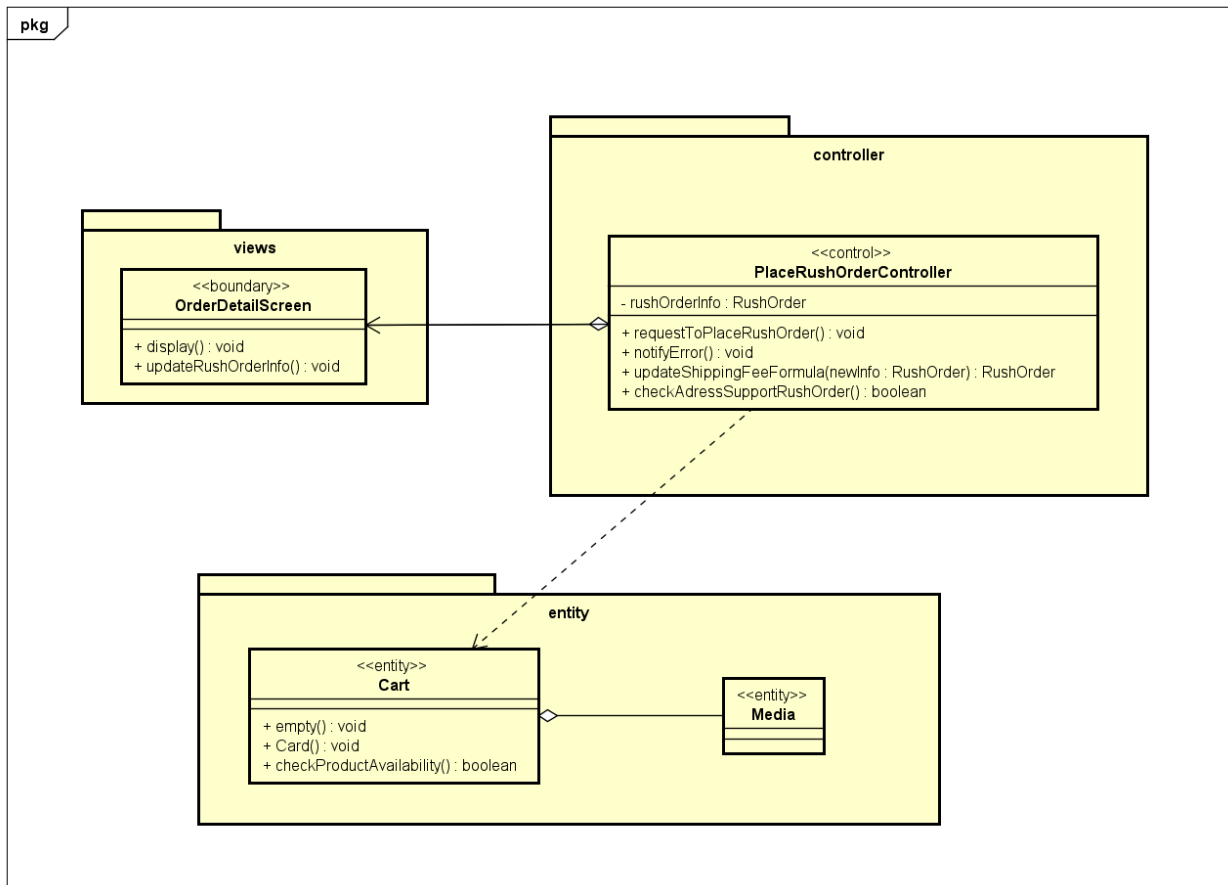 pkg
controller
views
<<boundary>>
OrderDetailScreen
+ display() : void
+ updateRushOrderInfo() : void
<<control>>
PlaceRushOrderController
- rushOrderInfo : RushOrder
+ requestToPlaceRushOrder() : void
+ notifyError() : void
+ updateShippingFeeFormula(newInfo : RushOrder) : RushOrder
+ checkAdressSupportRushOrder() : boolean
entity
<<entity>>
Cart
+ empty() : void
+ Card() : void
+ checkProductAvailability() : boolean
<<entity>>
Media